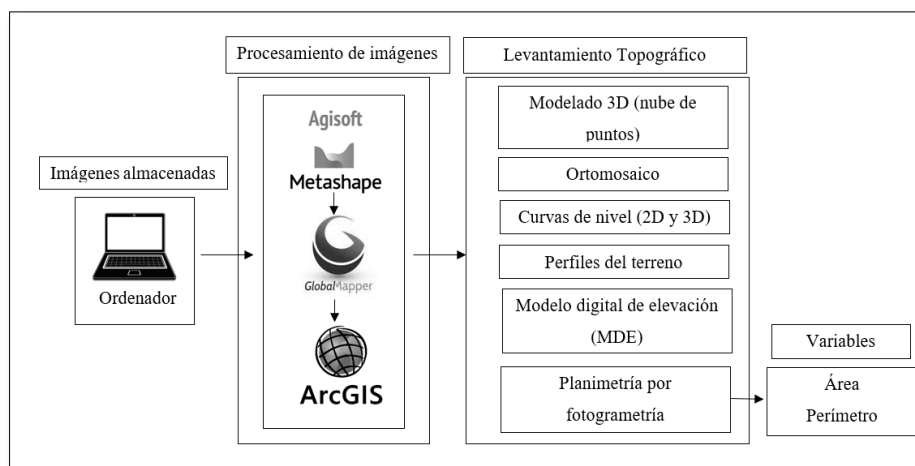 Imágenes almacenadas
Ordenador
Procesamiento de imágenes
Agisoft
Metashape
GlobalMapper
ArcGIS
Levantamiento Topográfico
Modelado 3D (nube de
puntos)
Ortomosaico
Curvas de nivel (2D y 3D)
Perfiles del terreno
Modelo digital de elevación
(MDE)
Planimetría por
fotogrametría
Variables
Área
Perímetro